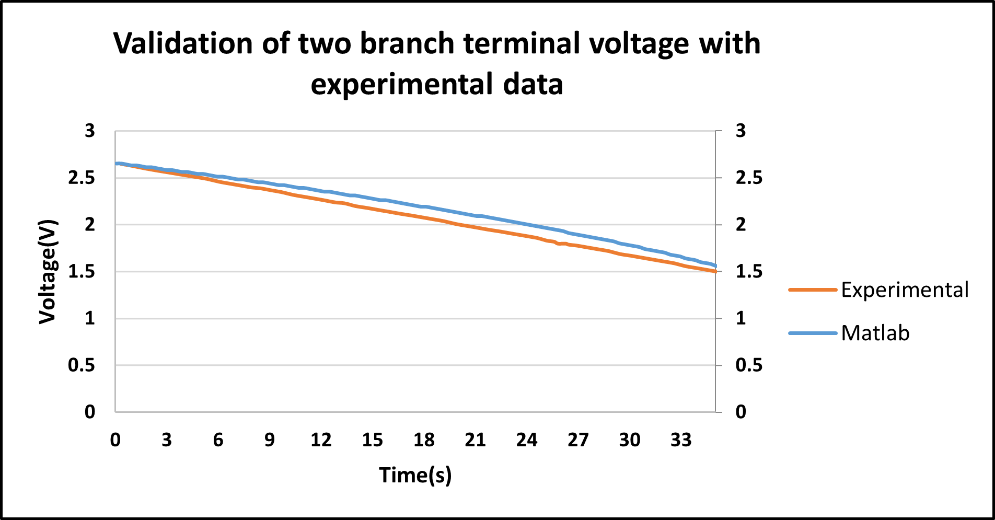 Validation of two branch terminal voltage with
experimental data
3
2.5
2
1.5
1
0.5
0
Voltage(V)
3
2.5
2
1.5
1
0.5
0
0 3 6 9 12 15 18 21 24 27 30 33
Time(s)
Experimental
Matlab